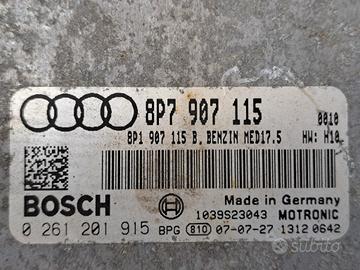 8P7 907 115 0010
8P1 907 115 B, BENZIN MED17.5 HW: H10
BOSCH
Made in Germany
1039S23043 MOTRONIC
0 261 201 915 BPG 810 07-07-27 1312 0642
subito